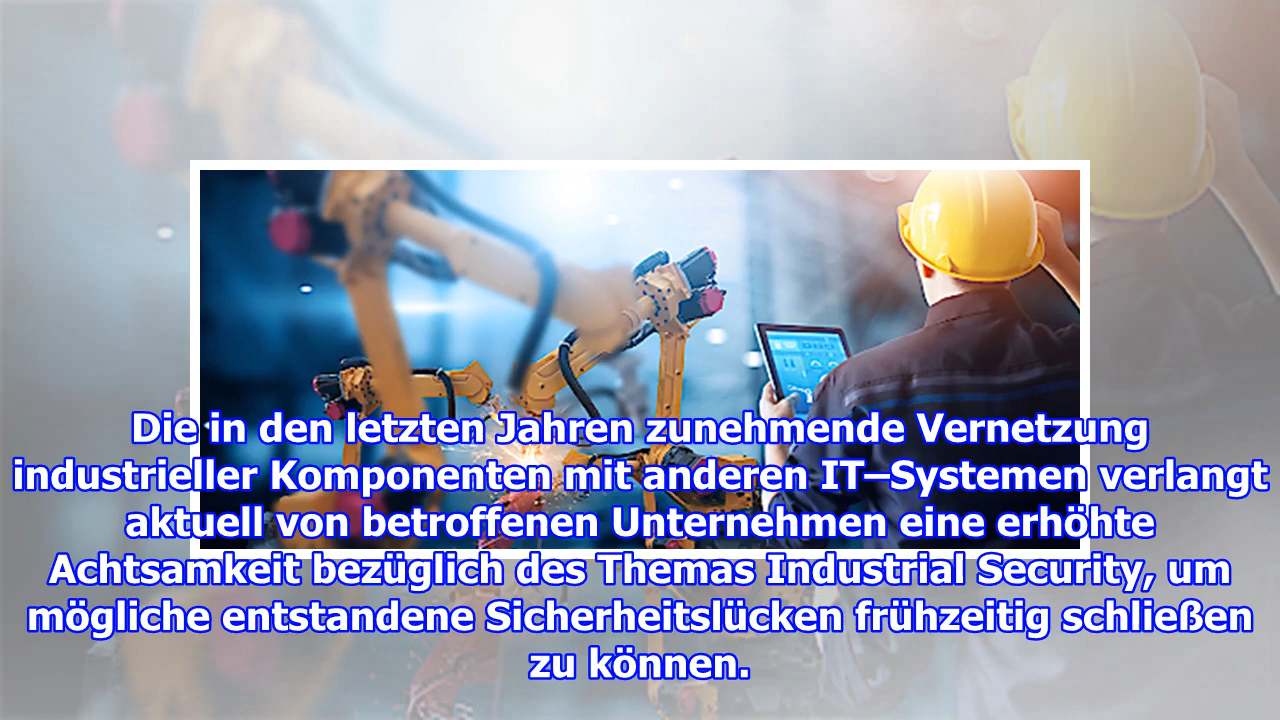 Die in den letzten Jahren zunehmende Vernetzung
industrieller Komponenten mit anderen IT–Systemen verlangt
aktuell von betroffenen Unternehmen eine erhöhte
Achtsamkeit bezüglich des Themas Industrial Security, um
mögliche entstandene Sicherheitslücken frühzeitig schließen
zu können.